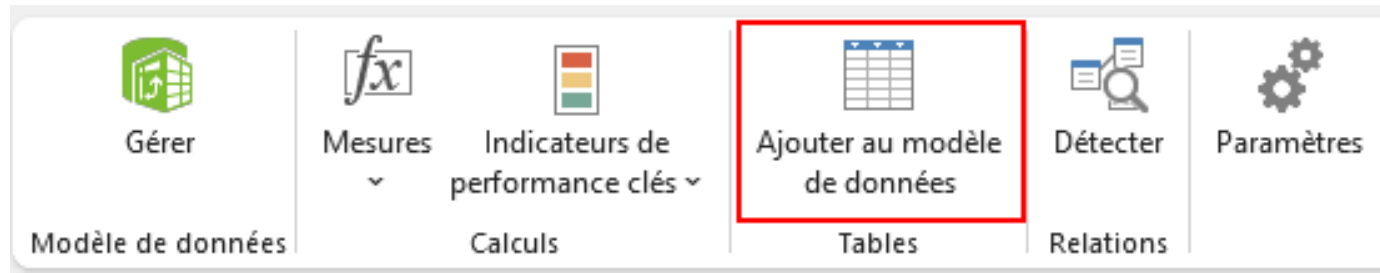 fx
Gérer
Mesures
Indicateurs de
performance clés
Ajouter au modèle
de données
Détecter
Paramètres
Modèle de données
Calculs
Tables
Relations